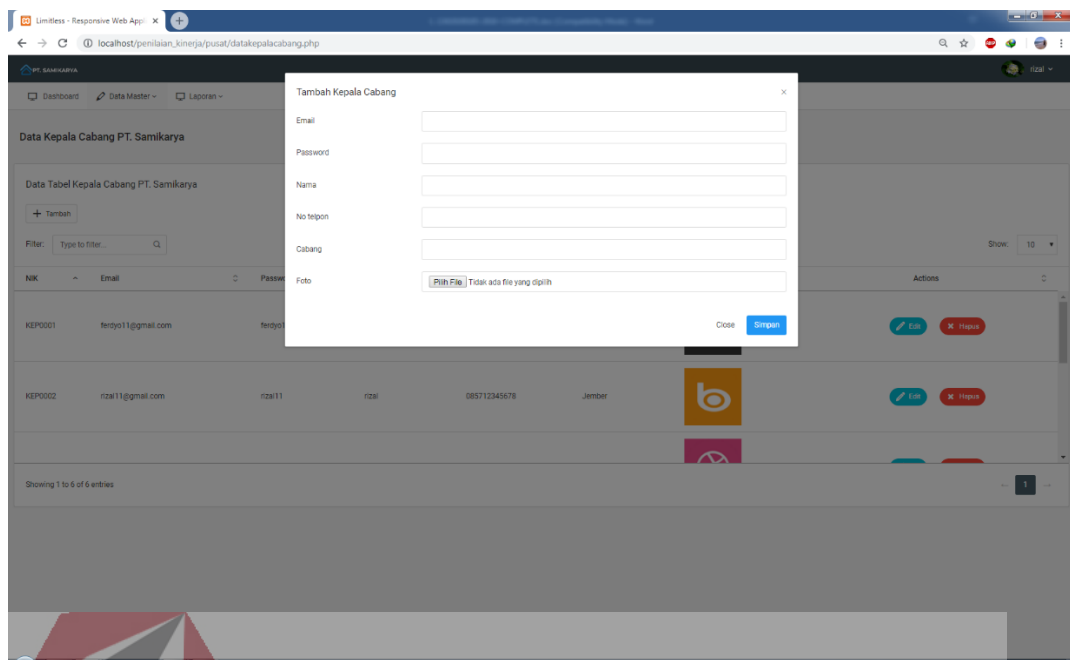 Limitless - Responsive Web Appl
localhost/penilaian_kinerja/pusat/datakepalacabang.php
PT. SAMIKARYA
rizal
Dashboard Data Master Laporan
Tambah Kepala Cabang
Email
Password
Nama
No telpon
Cabang
Foto
Pilih File Tidak ada file yang dipilih
Close Simpan
Data Kepala Cabang PT. Samikarya
Data Tabel Kepala Cabang PT. Samikarya
Tambah
Filter: Type to filter...
Show: 10
NIK Email Passw Actions
KEP0001 ferdyo11@gmail.com ferdyo1 Edit Hapus
KEP0002 rizal11@gmail.com rizal11 rizal 085712345678 Jember Edit Hapus
Showing 1 to 6 of 6 entries
1